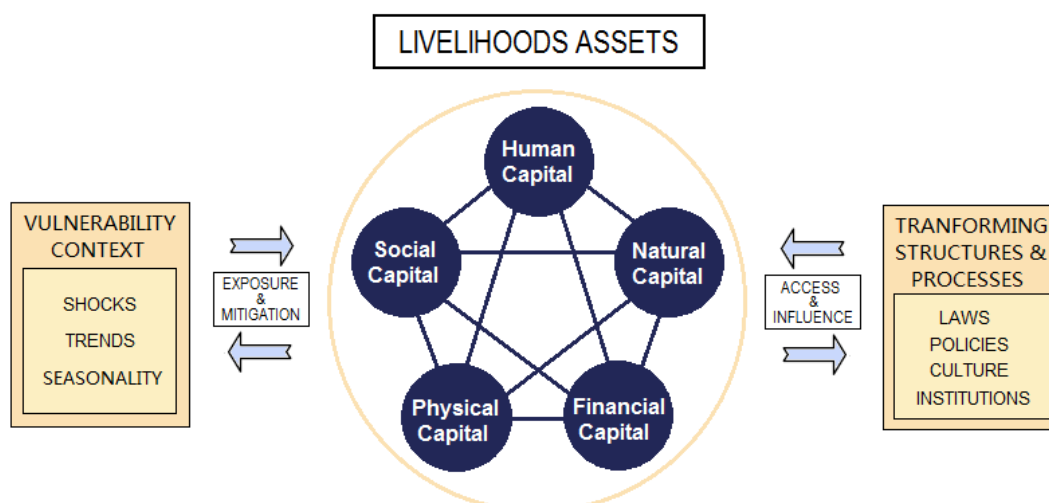 LIVELIHOODS ASSETS
VULNERABILITY
CONTEXT
SHOCKS
TRENDS
SEASONALITY
EXPOSURE
&
MITIGATION
Human
Capital
Social
Capital
Natural
Capital
Physical
Capital
Financial
Capital
ACCESS
&
INFLUENCE
TRANFORMING
STRUCTURES &
PROCESSES
LAWS
POLICIES
CULTURE
INSTITUTIONS